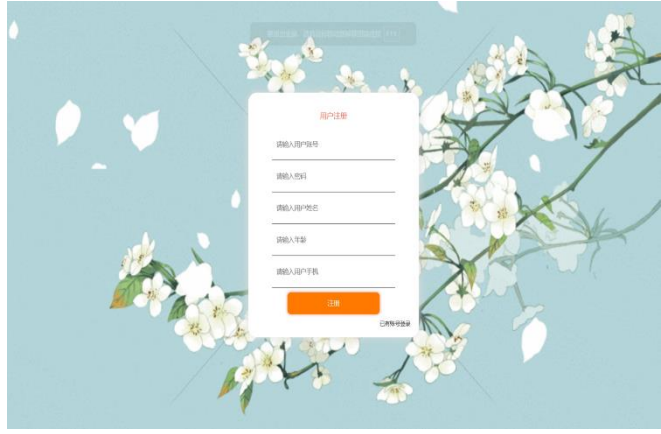 用户注册
请输入用户账号
请输入密码
请输入用户姓名
请输入年龄
请输入用户手机
注册
已有账号登录